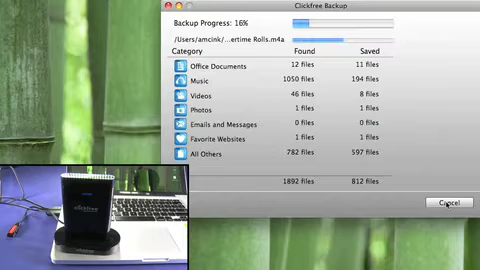 Clickfree Backup
Backup Progress: 16%
/Users/amcink/...ertime Rolls.m4a
Category Found Saved
Office Documents 12 files 11 files
Music 1050 files 194 files
Videos 46 files 8 files
Photos 1 files 1 files
Emails and Messages 0 files 0 files
Favorite Websites 1 files 1 files
All Others 782 files 597 files
1892 files 812 files
Cancel
clickfree